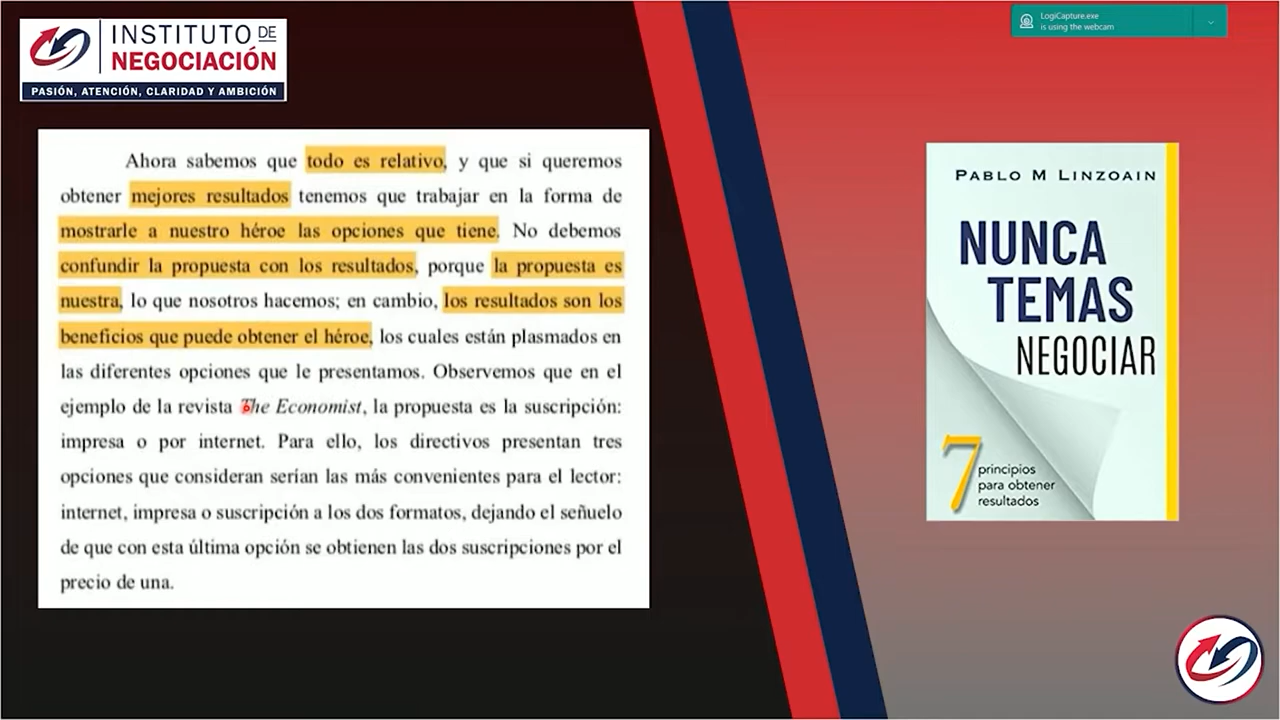 INSTITUTO DE
NEGOCIACIÓN
PASIÓN, ATENCIÓN, CLARIDAD Y AMBICIÓN
LogiCapture.exe
is using the webcam
Ahora sabemos que todo es relativo, y que si queremos
obtener mejores resultados tenemos que trabajar en la forma de
mostrarle a nuestro héroe las opciones que tiene. No debemos
confundir la propuesta con los resultados, porque la propuesta es
nuestra, lo que nosotros hacemos; en cambio, los resultados son los
beneficios que puede obtener el héroe, los cuales están plasmados en
las diferentes opciones que le presentamos. Observemos que en el
ejemplo de la revista The Economist, la propuesta es la suscripción:
impresa o por internet. Para ello, los directivos presentan tres
opciones que consideran serían las más convenientes para el lector:
internet, impresa o suscripción a los dos formatos, dejando el señuelo
de que con esta última opción se obtienen las dos suscripciones por el
precio de una.
PABLO M LINZOAIN
NUNCA
TEMAS
NEGOCIAR
7 principios
para obtener
resultados